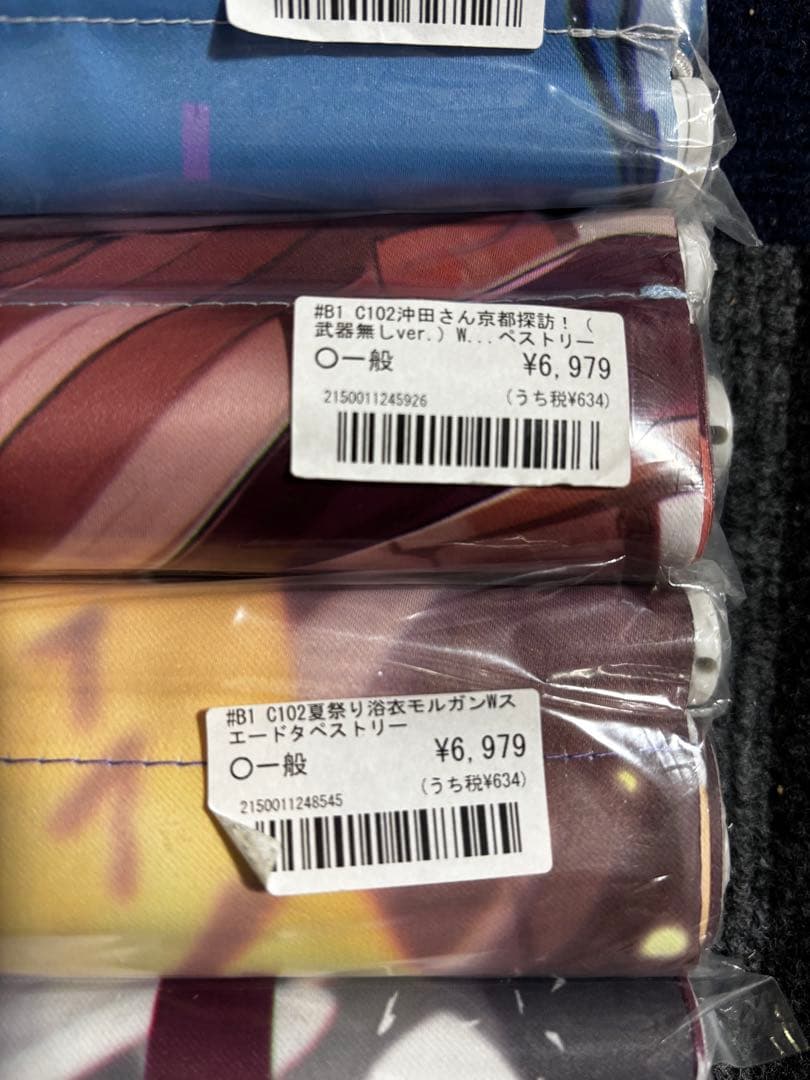 #B1 C102沖田さん京都探訪！（
武器無しver.）W...ペストリー
〇一般 ¥6,979
2150011245926 （うち税¥634）
#B1 C102夏祭り浴衣モルガンWス
エードタペストリー
〇一般 ¥6,979
（うち税¥634）
2150011248545